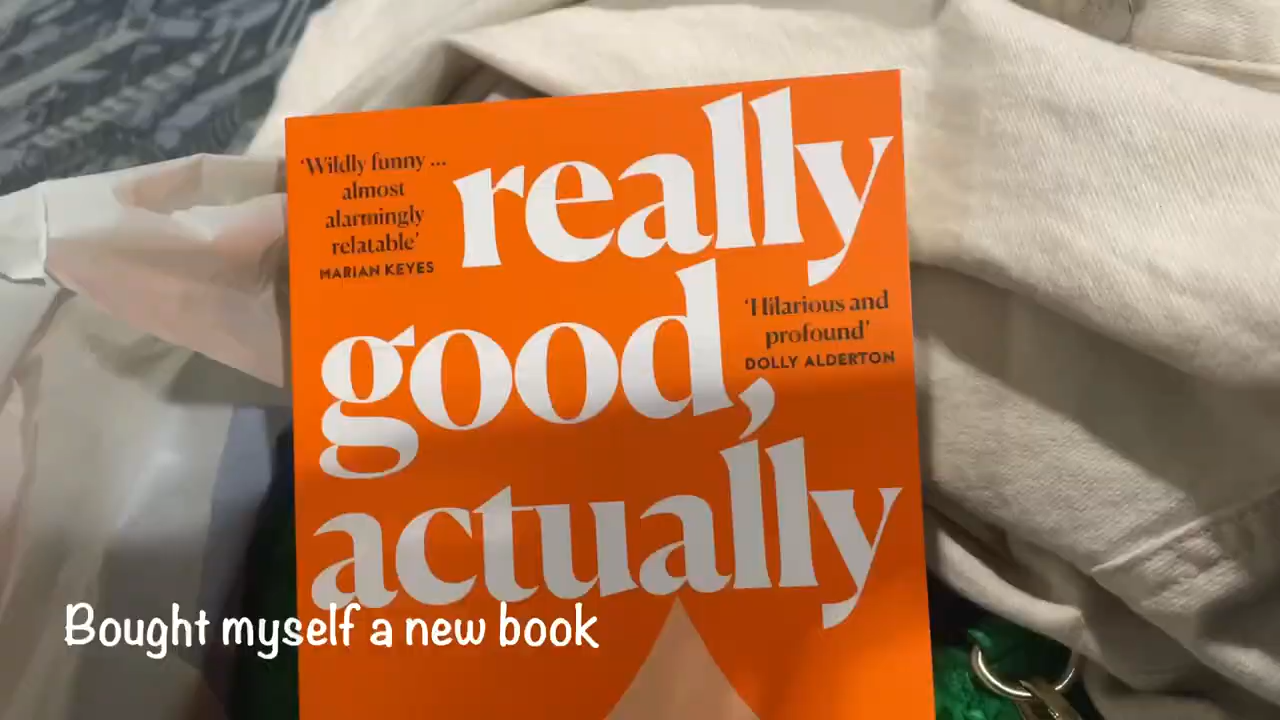 'Wildly funny ...
almost
alarmingly
relatable'
MARIAN KEYES
really
good,
'Hilarious and
profound'
DOLLY ALDERTON
actually
Bought myself a new book